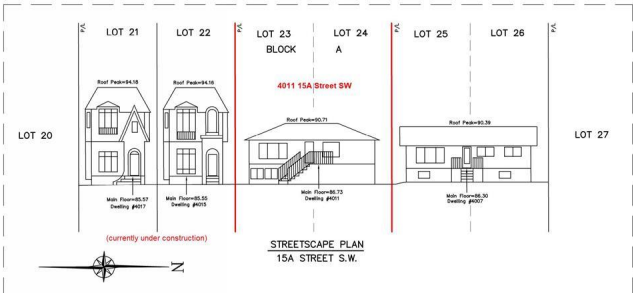 P/L
LOT 21
LOT 22
P/L
LOT 23
LOT 24
P/L
LOT 25
LOT 26
P/L
BLOCK A
4011 15A Street SW
Roof Peak=94.18
Roof Peak=94.16
Roof Peak=90.71
Roof Peak=90.39
LOT 20
LOT 27
Main Floor=85.57
Dwelling #4017
Main Floor=85.55
Dwelling #4015
Main Floor=86.73
Dwelling #4011
Main Floor=86.30
Dwelling #4007
(currently under construction)
STREETSCAPE PLAN
15A STREET S.W.
N